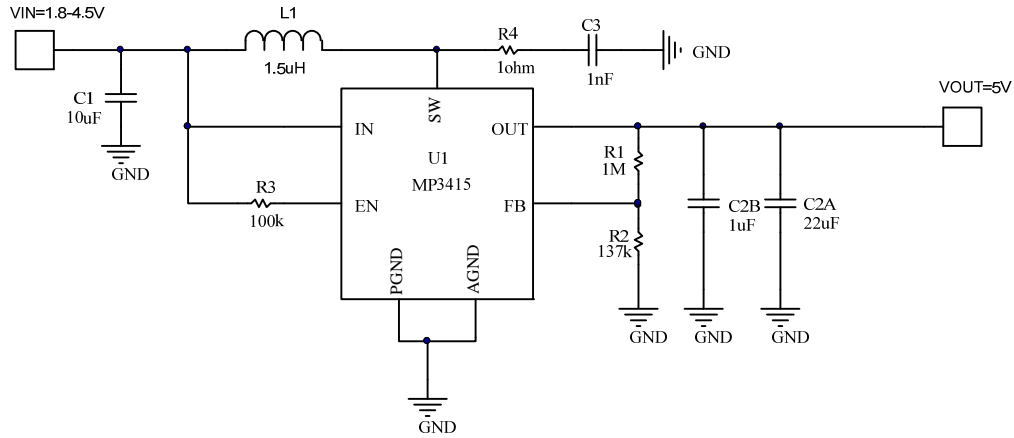 VIN=1.8-4.5V
L1
1.5uH
R4
1ohm
C3
1nF
GND
C1
10uF
GND
VOUT=5V
SW
IN
OUT
U1
MP3415
R1
1M
R3
100k
EN
FB
C2B
1uF
C2A
22uF
R2
137k
PGND
AGND
GND
GND
GND
GND